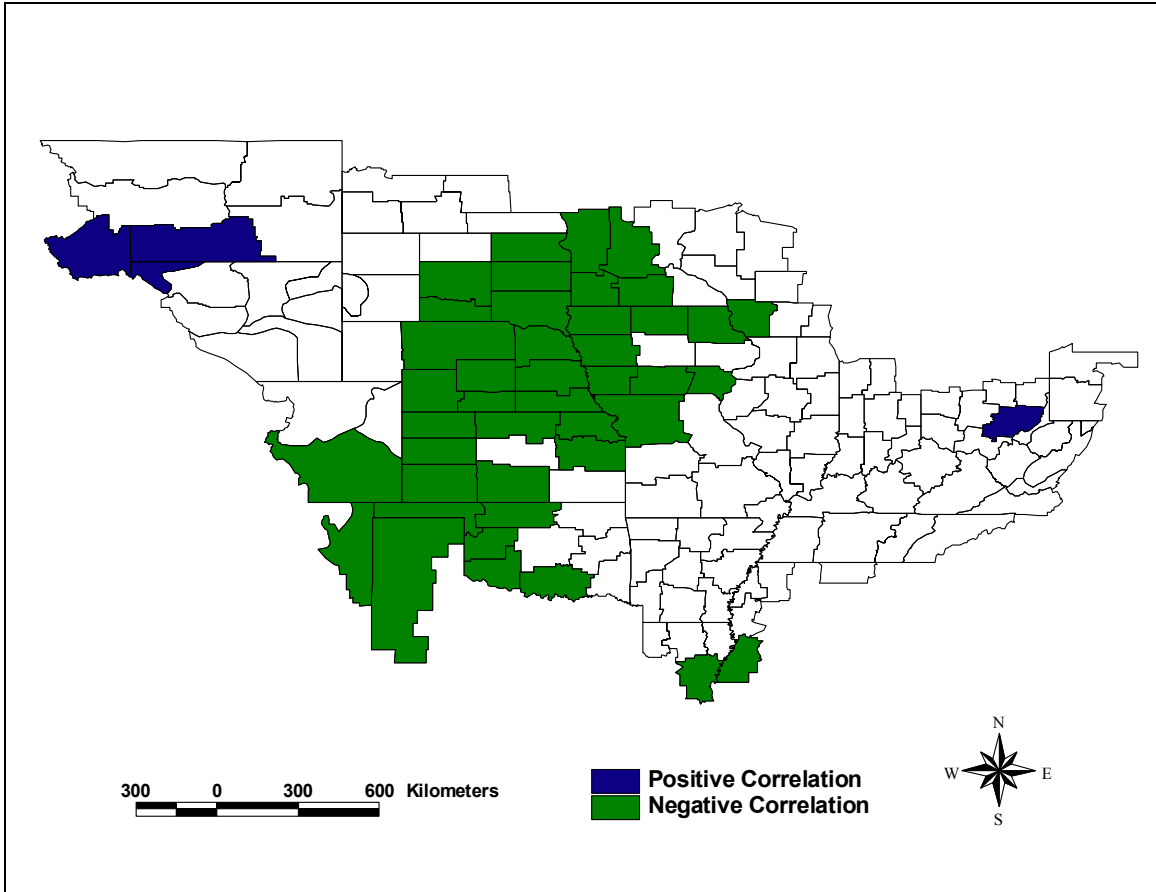 N
W E
S
300 0 300 600 Kilometers
Positive Correlation
Negative Correlation